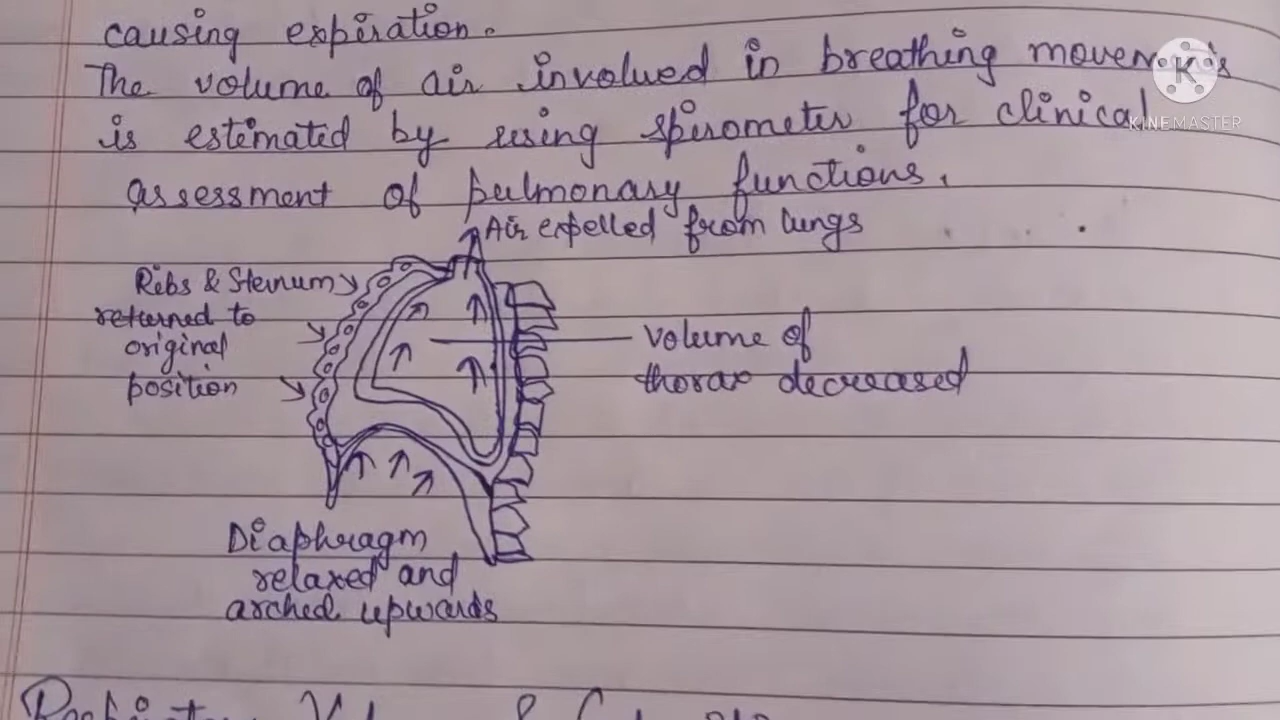 causing expiration.
The volume of air involved in breathing movements
is estimated by using spirometer for clinical
assessment of pulmonary functions.
Air expelled from lungs
Ribs & Sternum
returned to
original
position
volume of
thorax decreased
Diaphragm
relaxed and
arched upwards
Respiratory Volumes &
K
KINEMASTER